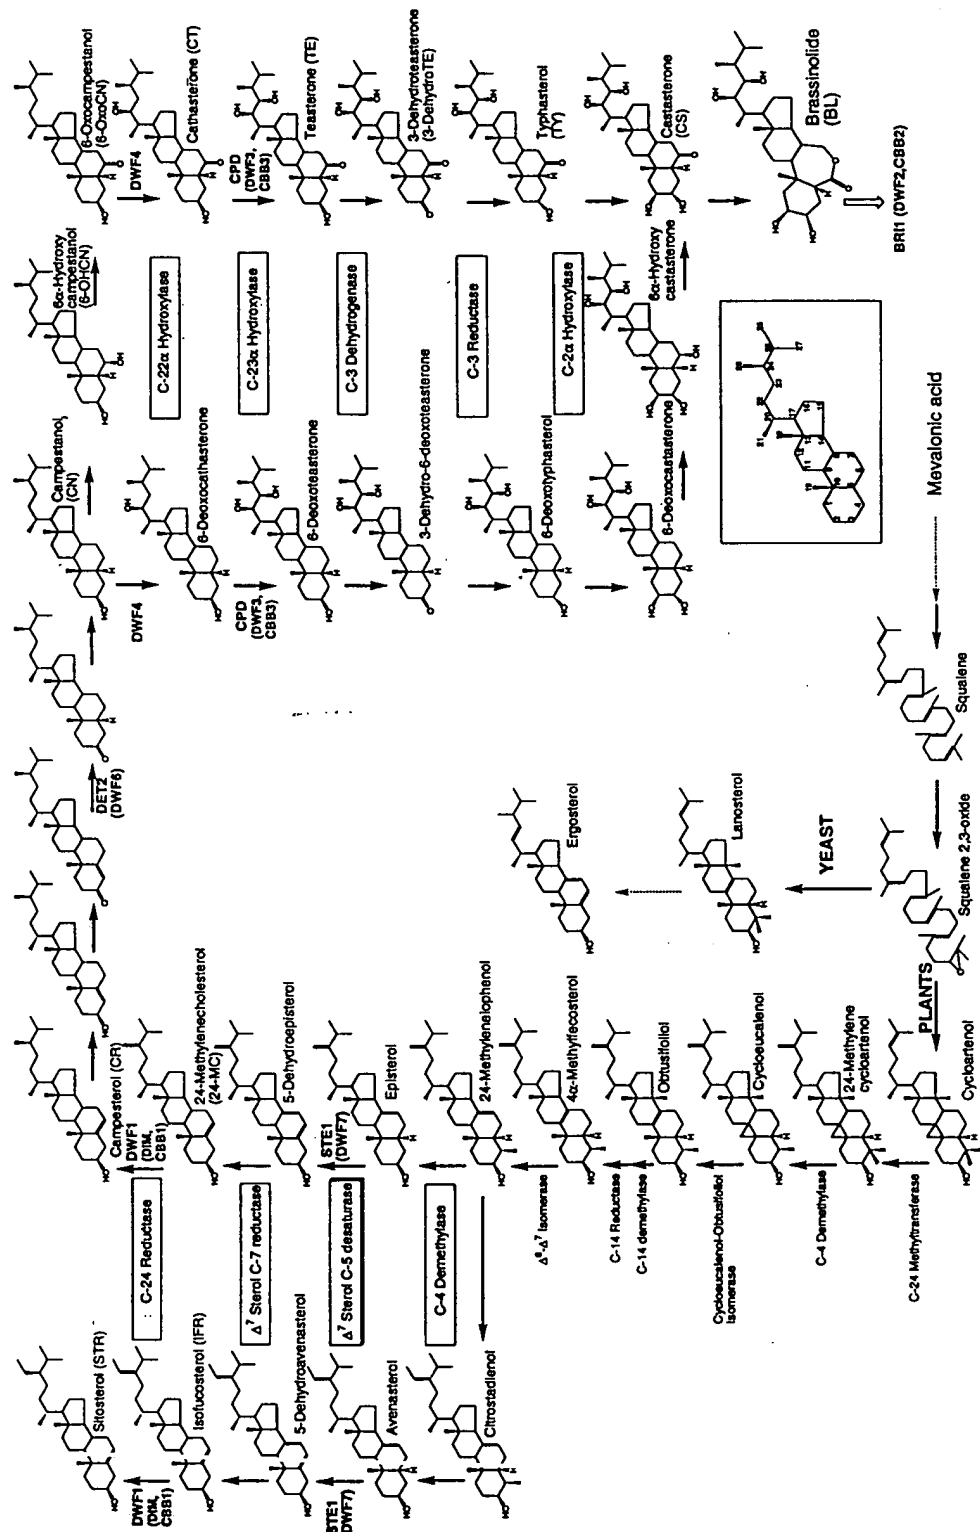 6-Oxocampestanol
(6-OxoCN)
DWF4
Cathasterone (CT)
CPD
(DWF3,
CBB3)
Teasterone (TE)
3-Dehydroteasterone
(3-DehydroTE)
Typhasterol
(TY)
Castasterone
(CS)
Brassinolide
(BL)
BRI1 (DWF2,CBB2)
6α-Hydroxy
campestanol
(6-OHCN)
C-22α Hydroxylase
C-23α Hydroxylase
C-3 Dehydrogenase
C-3 Reductase
C-2α Hydroxylase
6α-Hydroxy
castasterone
Campestanol
(CN)
DWF4
6-Deoxocathasterone
CPD
(DWF3,
CBB3)
6-Deoxoteasterone
3-Dehydro-6-deoxoteasterone
6-Deoxotyphasterol
6-Deoxocastasterone
DET2
(DWF6)
Mevalonic acid
Squalene
Squalene 2,3-oxide
YEAST
Lanosterol
Ergosterol
PLANTS
Campesterol (CR)
DWF1
(DIM,
CBB1)
24-Methylenecholesterol
(24-MC)
5-Dehydroepisterol
STE1
(DWF7)
Episterol
24-Methylenelophenol
4α-Methylfecosterol
Obtusifoliol
Cycloeucalenol
24-Methylene
cycloartenol
Cycloartenol
C-24 Reductase
Δ7 Sterol C-7 reductase
Δ7 Sterol C-5 desaturase
C-4 Demethylase
Δ8-Δ7 Isomerase
C-14 Reductase
C-14 demethylase
Cycloeucalenol-Obtusifoliol
isomerase
C-4 Demethylase
C-24 Methyltransferase
Sitosterol (STR)
DWF1
(DIM,
CBB1)
Isofucosterol (IFR)
5-Dehydroavenasterol
STE1
(DWF7)
Avenasterol
Citrostadienol